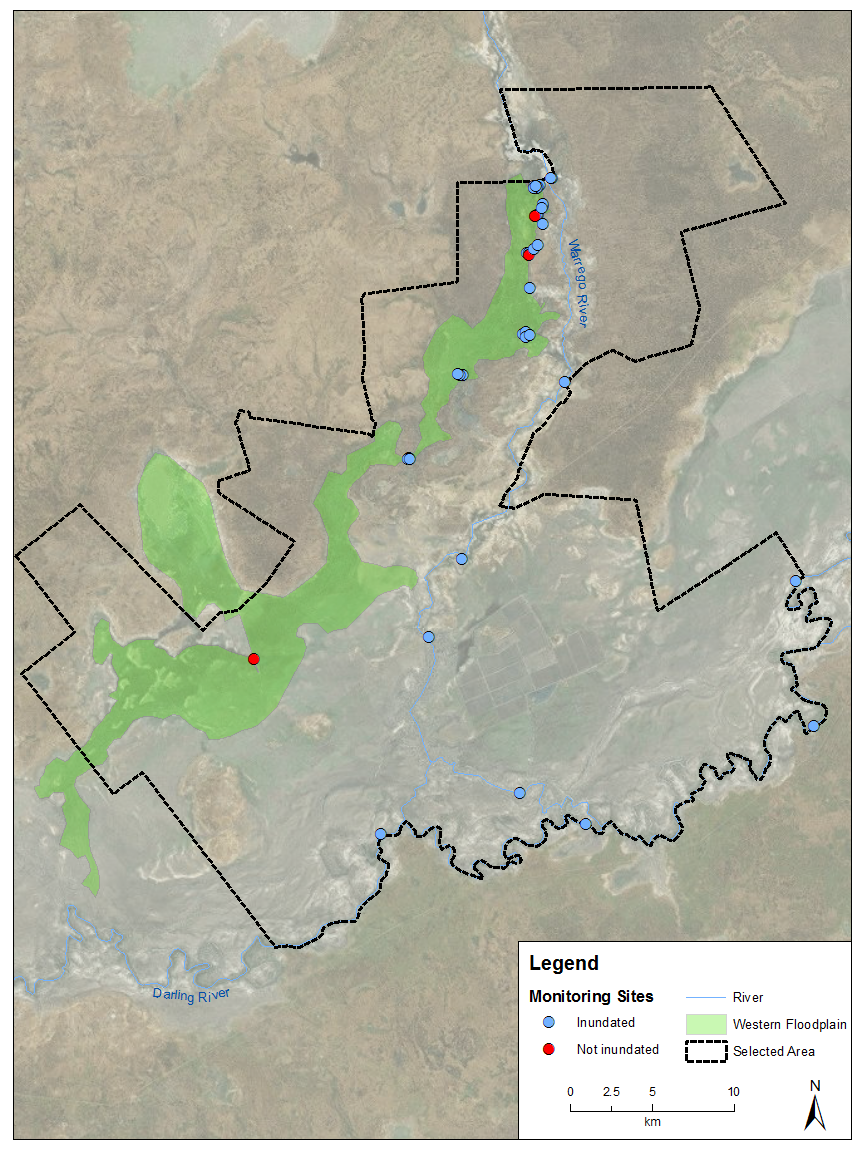 Warrego River
Darling River
Legend
Monitoring Sites
Inundated
Not inundated
River
Western Floodplain
Selected Area
0 2.5 5 10
km
N